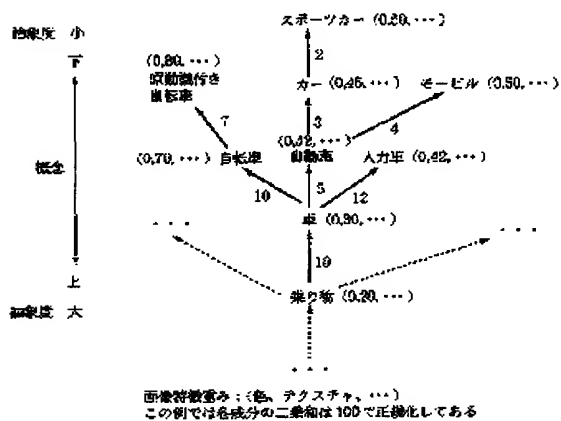 スポーツカー (0.50, ･･･)
抽象度 小
下
2
(0.80, ･･･)
原動機付き
自転車
カー (0.45, ･･･)
モービル (0.50, ･･･)
7
3
4
(0.42, ･･･)
概念
(0.70, ･･･) 自転車
自動車
人力車 (0.42, ･･･)
10
5
12
車 (0.30, ･･･)
･ ･ ･
･ ･ ･
10
上
乗り物 (0.20, ･･･)
抽象度 大
･ ･ ･
画像特徴重み：(色、テクスチャ、･･･)
この例では各成分の二乗和は100で正規化してある